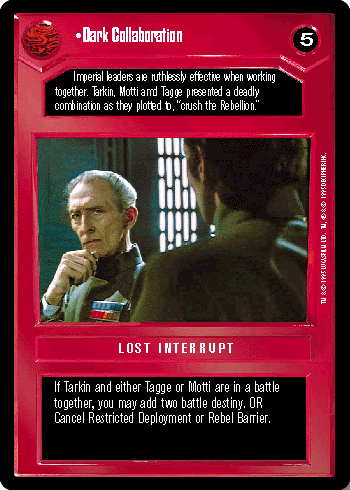 •Dark Collaboration
5
Imperial leaders are ruthlessly effective when working
together. Tarkin, Motti and Tagge presented a deadly
combination as they plotted to, "crush the Rebellion."
LOST INTERRUPT
If Tarkin and either Tagge or Motti are in a battle
together, you may add two battle destiny. OR
Cancel Restricted Deployment or Rebel Barrier.